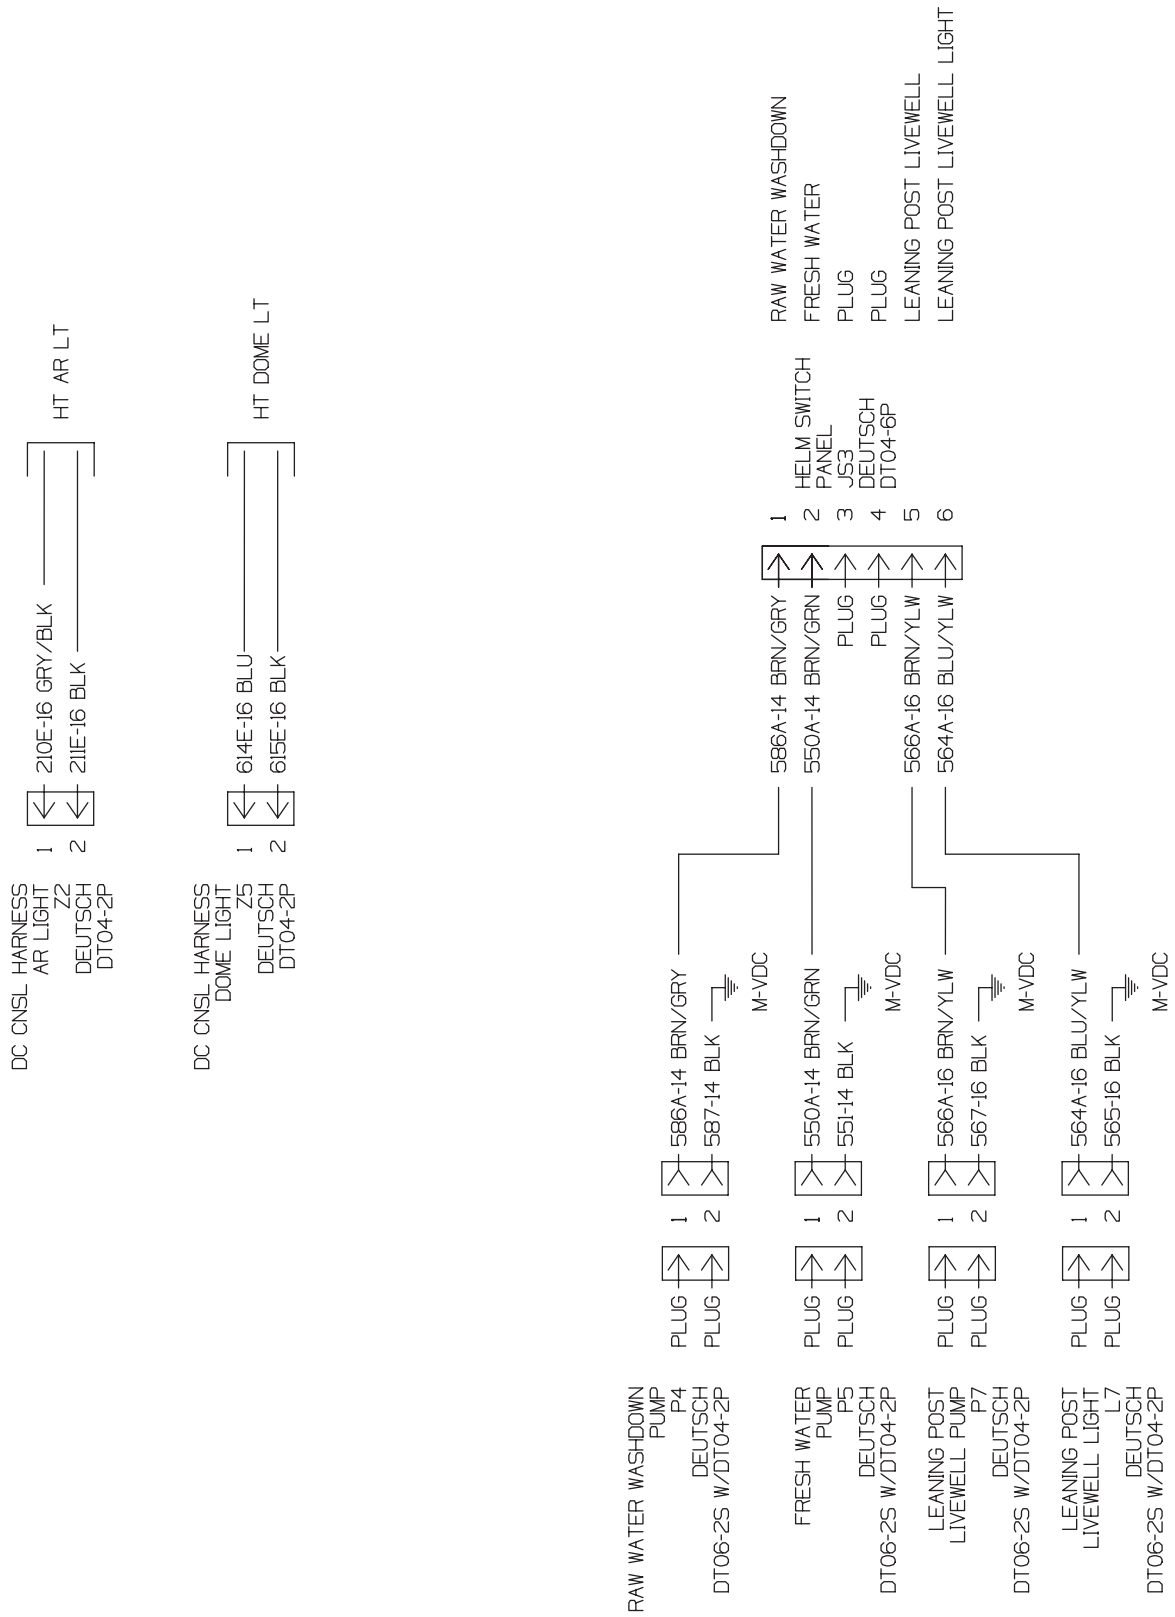 DC CNSL HARNESS
AR LIGHT
Z2
DEUTSCH
DT04-2P
1
2
210E-16 GRY/BLK
211E-16 BLK
HT AR LT
DC CNSL HARNESS
DOME LIGHT
Z5
DEUTSCH
DT04-2P
1
2
614E-16 BLU
615E-16 BLK
HT DOME LT
RAW WATER WASHDOWN
PUMP
P4
DEUTSCH
DT06-2S W/DT04-2P
PLUG
PLUG
1
2
586A-14 BRN/GRY
587-14 BLK
M-VDC
FRESH WATER
PUMP
P5
DEUTSCH
DT06-2S W/DT04-2P
PLUG
PLUG
1
2
550A-14 BRN/GRN
551-14 BLK
M-VDC
LEANING POST
LIVEWELL PUMP
P7
DEUTSCH
DT06-2S W/DT04-2P
PLUG
PLUG
1
2
566A-16 BRN/YLW
567-16 BLK
M-VDC
LEANING POST
LIVEWELL LIGHT
L7
DEUTSCH
DT06-2S W/DT04-2P
PLUG
PLUG
1
2
564A-16 BLU/YLW
565-16 BLK
M-VDC
586A-14 BRN/GRY
550A-14 BRN/GRN
PLUG
PLUG
566A-16 BRN/YLW
564A-16 BLU/YLW
1
2
3
4
5
6
HELM SWITCH
PANEL
JS3
DEUTSCH
DT04-6P
RAW WATER WASHDOWN
FRESH WATER
PLUG
PLUG
LEANING POST LIVEWELL
LEANING POST LIVEWELL LIGHT